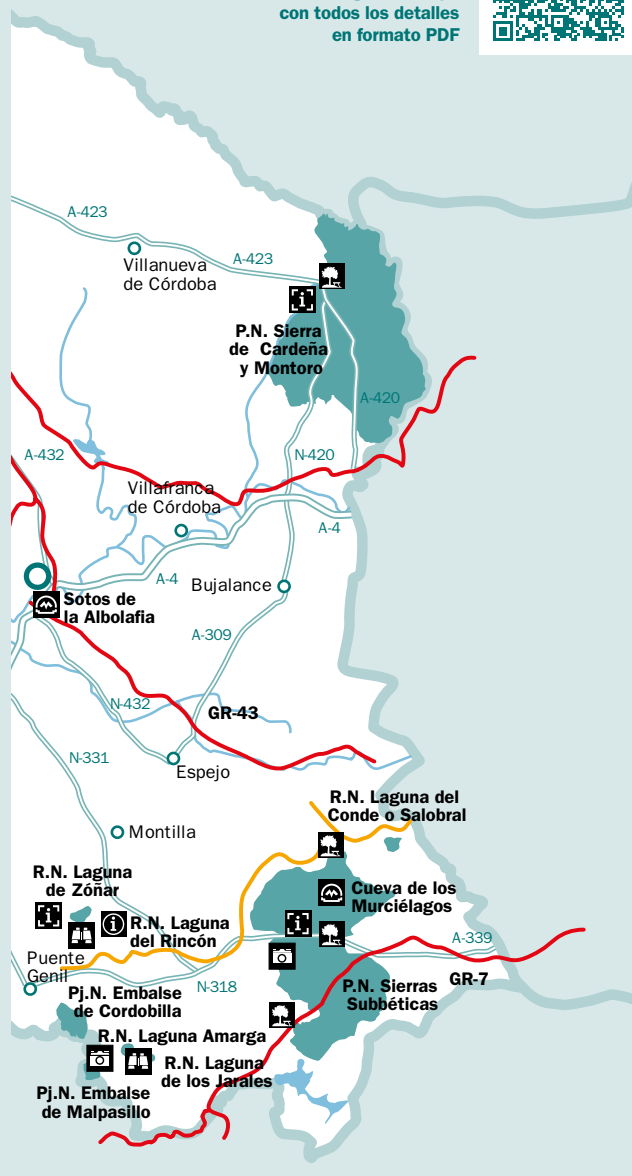 con todos los detalles
en formato PDF
A-423
A-423
Villanueva
de Córdoba
P.N. Sierra
de Cardeña
y Montoro
A-420
A-432
N-420
Villafranca
de Córdoba
A-4
A-4
Bujalance
Sotos de
la Albolafia
A-309
N-432
GR-43
N-331
Espejo
R.N. Laguna del
Conde o Salobral
Montilla
R.N. Laguna
de Zóñar
Cueva de los
Murciélagos
R.N. Laguna
del Rincón
A-339
Puente
Genil
GR-7
N-318
P.N. Sierras
Subbéticas
Pj.N. Embalse
de Cordobilla
R.N. Laguna Amarga
R.N. Laguna
de los Jarales
Pj.N. Embalse
de Malpasillo